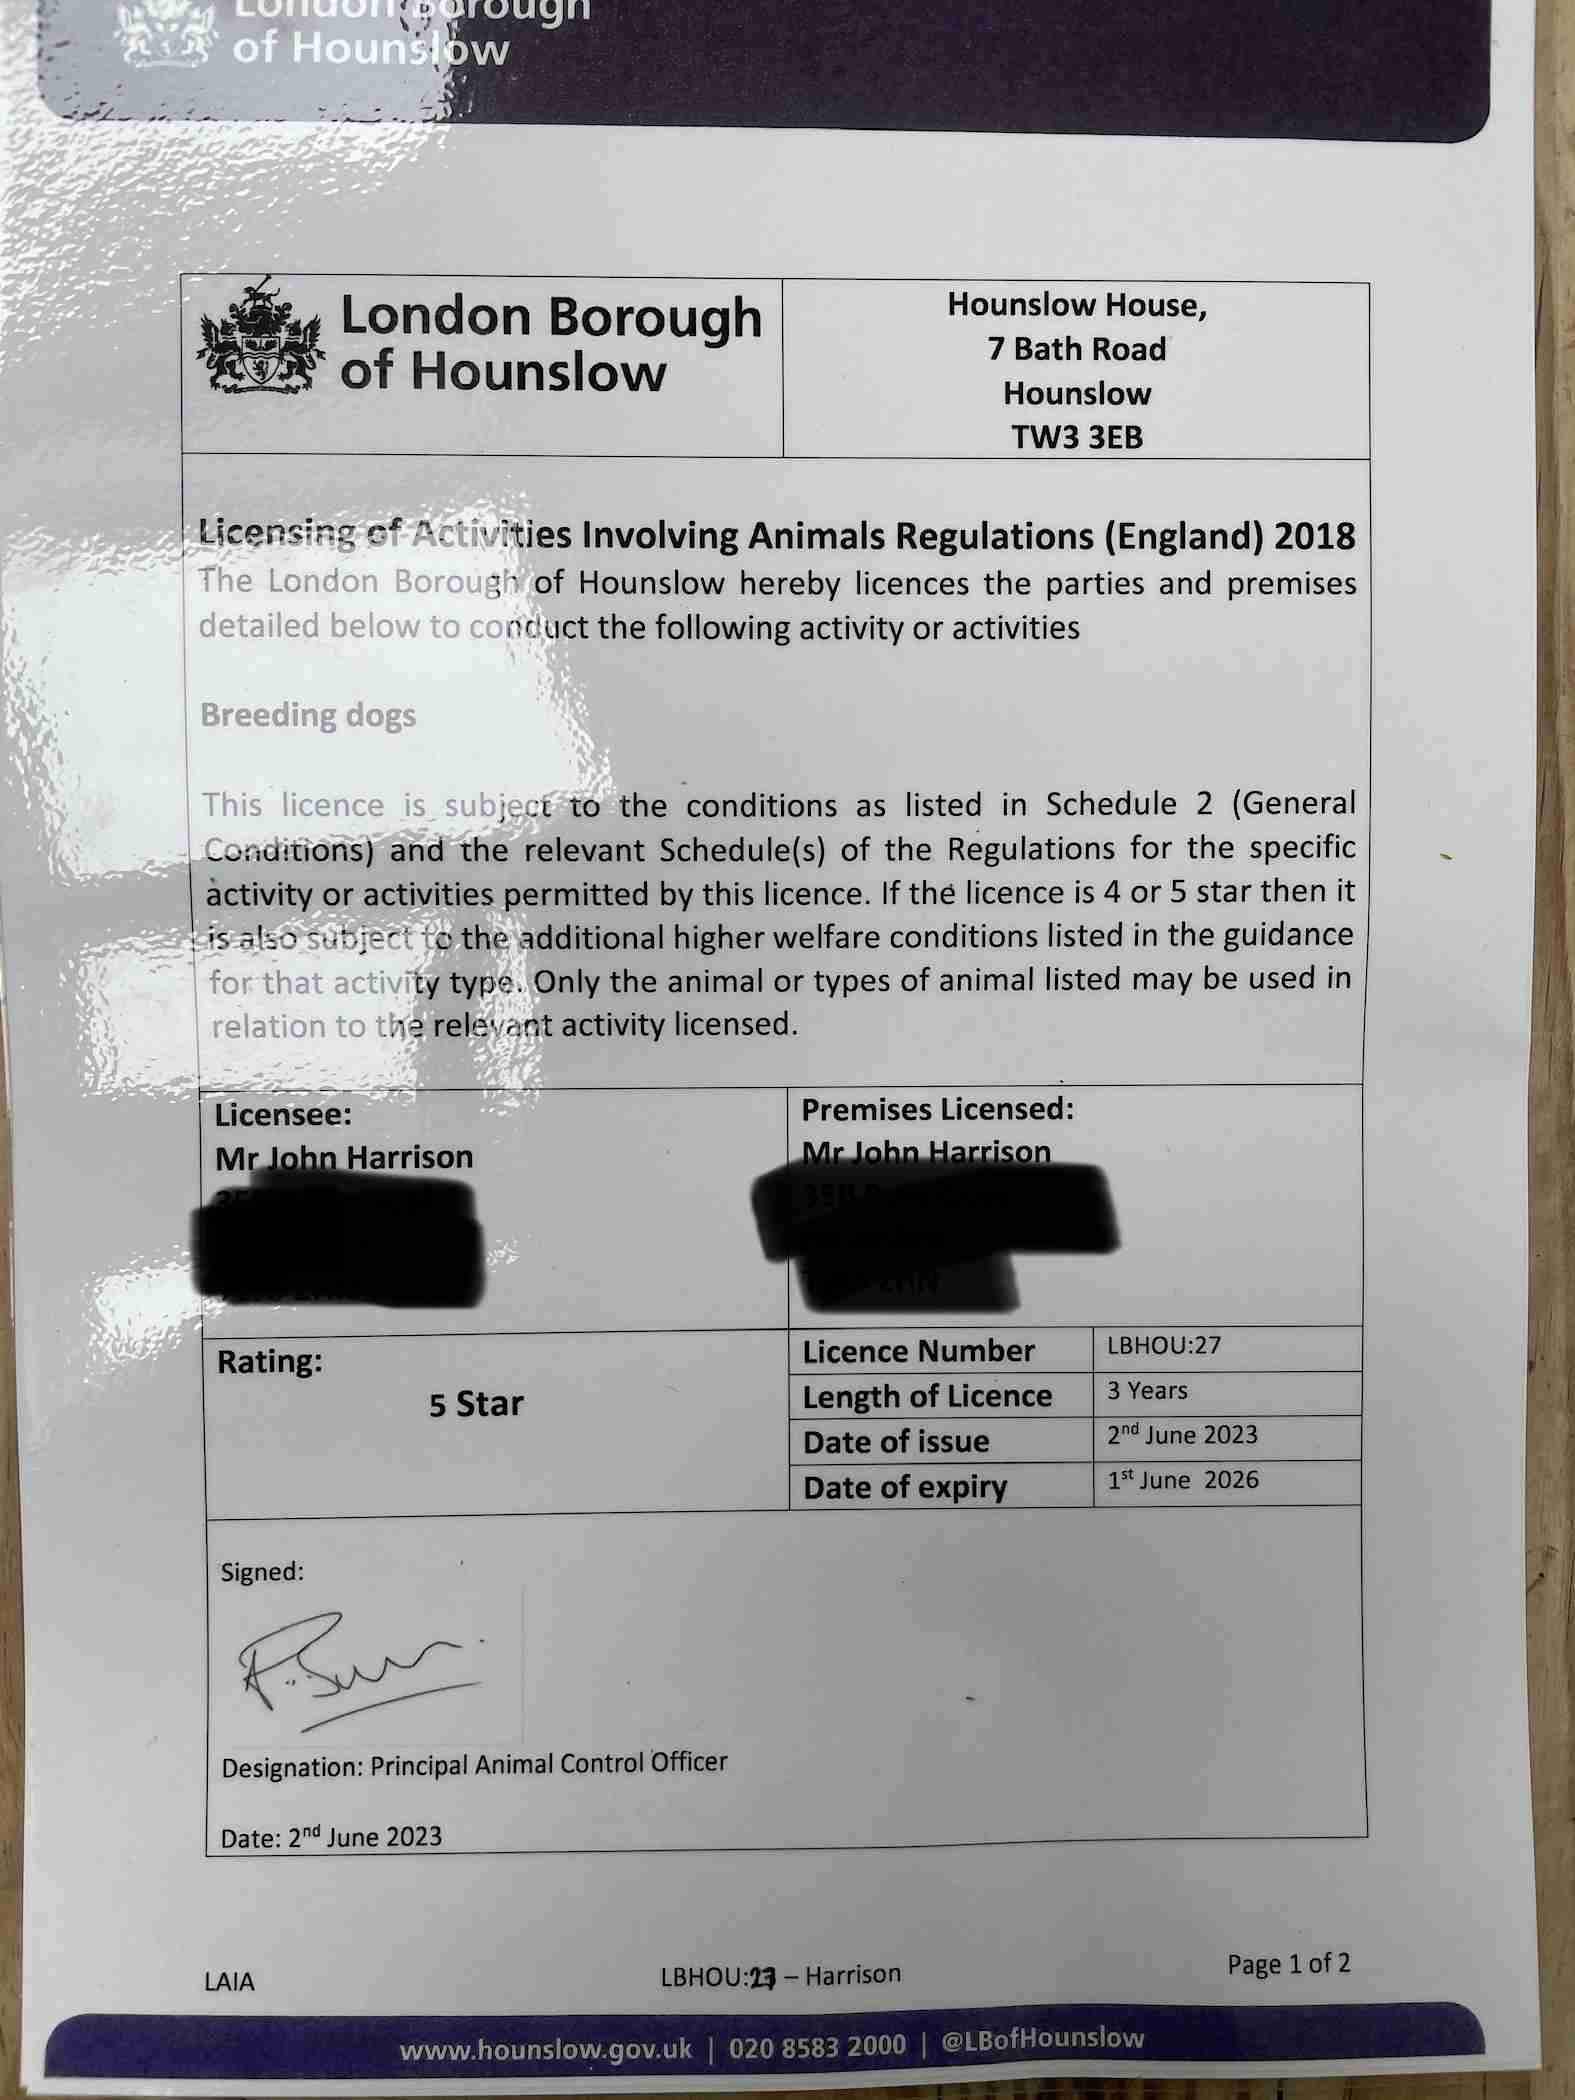 London Borough
of Hounslow
London Borough
of Hounslow
Hounslow House,
7 Bath Road
Hounslow
TW3 3EB
Licensing of Activities Involving Animals Regulations (England) 2018
The London Borough of Hounslow hereby licences the parties and premises
detailed below to conduct the following activity or activities
Breeding dogs
This licence is subject to the conditions as listed in Schedule 2 (General
Conditions) and the relevant Schedule(s) of the Regulations for the specific
activity or activities permitted by this licence. If the licence is 4 or 5 star then it
is also subject to the additional higher welfare conditions listed in the guidance
for that activity type. Only the animal or types of animal listed may be used in
relation to the relevant activity licensed.
Licensee:
Mr John Harrison
Premises Licensed:
Mr John Harrison
Rating:
5 Star
Licence Number LBHOU:27
Length of Licence 3 Years
Date of issue 2nd June 2023
Date of expiry 1st June 2026
Signed:
Designation: Principal Animal Control Officer
Date: 2nd June 2023
LAIA
LBHOU:27 – Harrison
Page 1 of 2
www.hounslow.gov.uk | 020 8583 2000 | @LBofHounslow